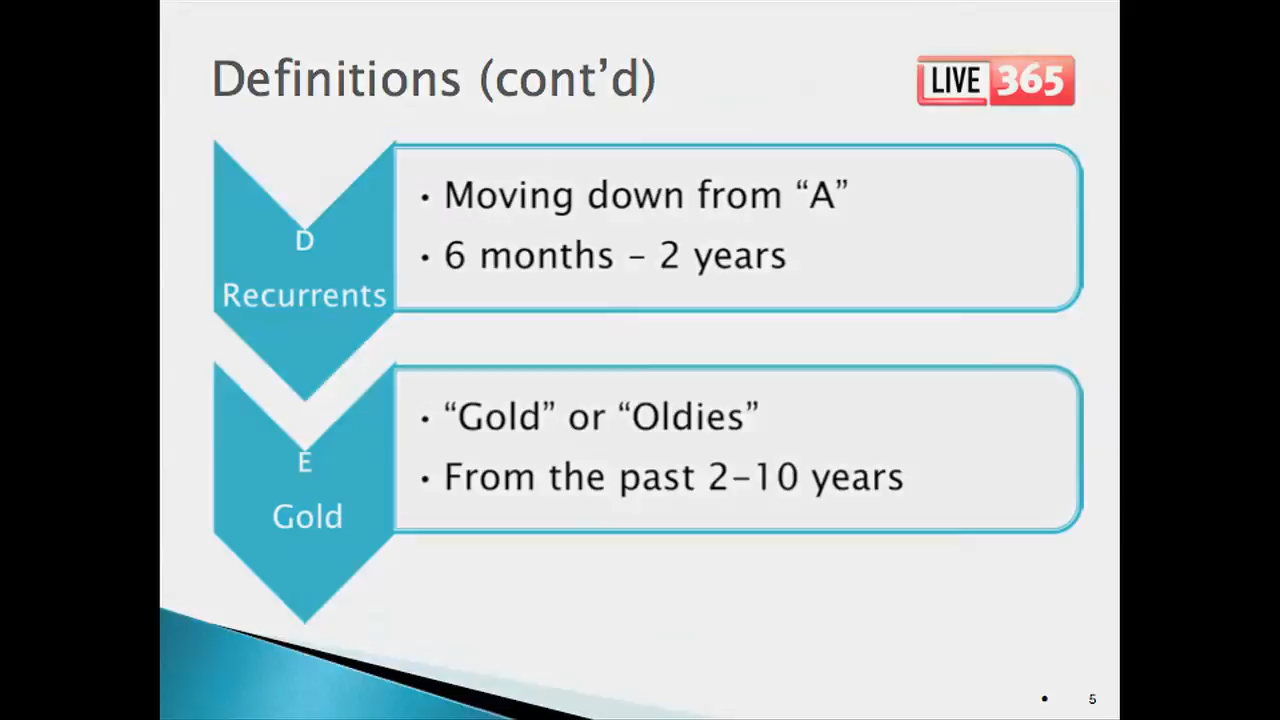 Definitions (cont’d)
LIVE 365
D
Recurrents
• Moving down from “A”
• 6 months – 2 years
E
Gold
• “Gold” or “Oldies”
• From the past 2–10 years
• 5